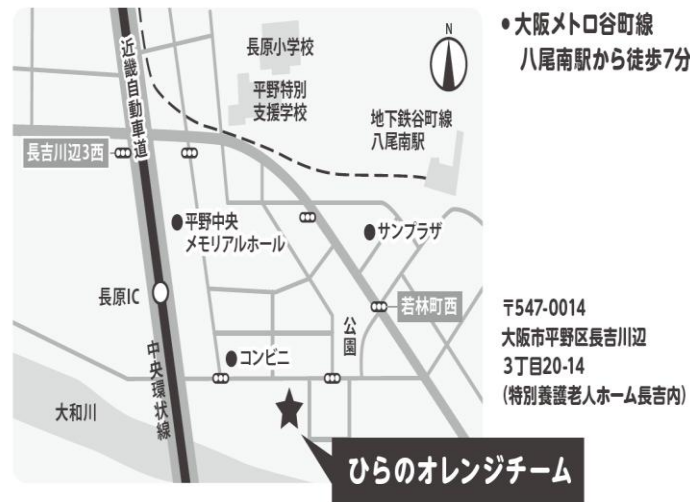 近畿自動車道
長原小学校
平野特別
支援学校
N
地下鉄谷町線
八尾南駅
長吉川辺3西
平野中央
メモリアルホール
サンプラザ
長原IC
若林町西
公園
コンビニ
中央環状線
大和川
ひらのオレンジチーム
•大阪メトロ谷町線
八尾南駅から徒歩7分
〒547-0014
大阪市平野区長吉川辺
3丁目20-14
(特別養護老人ホーム長吉内)